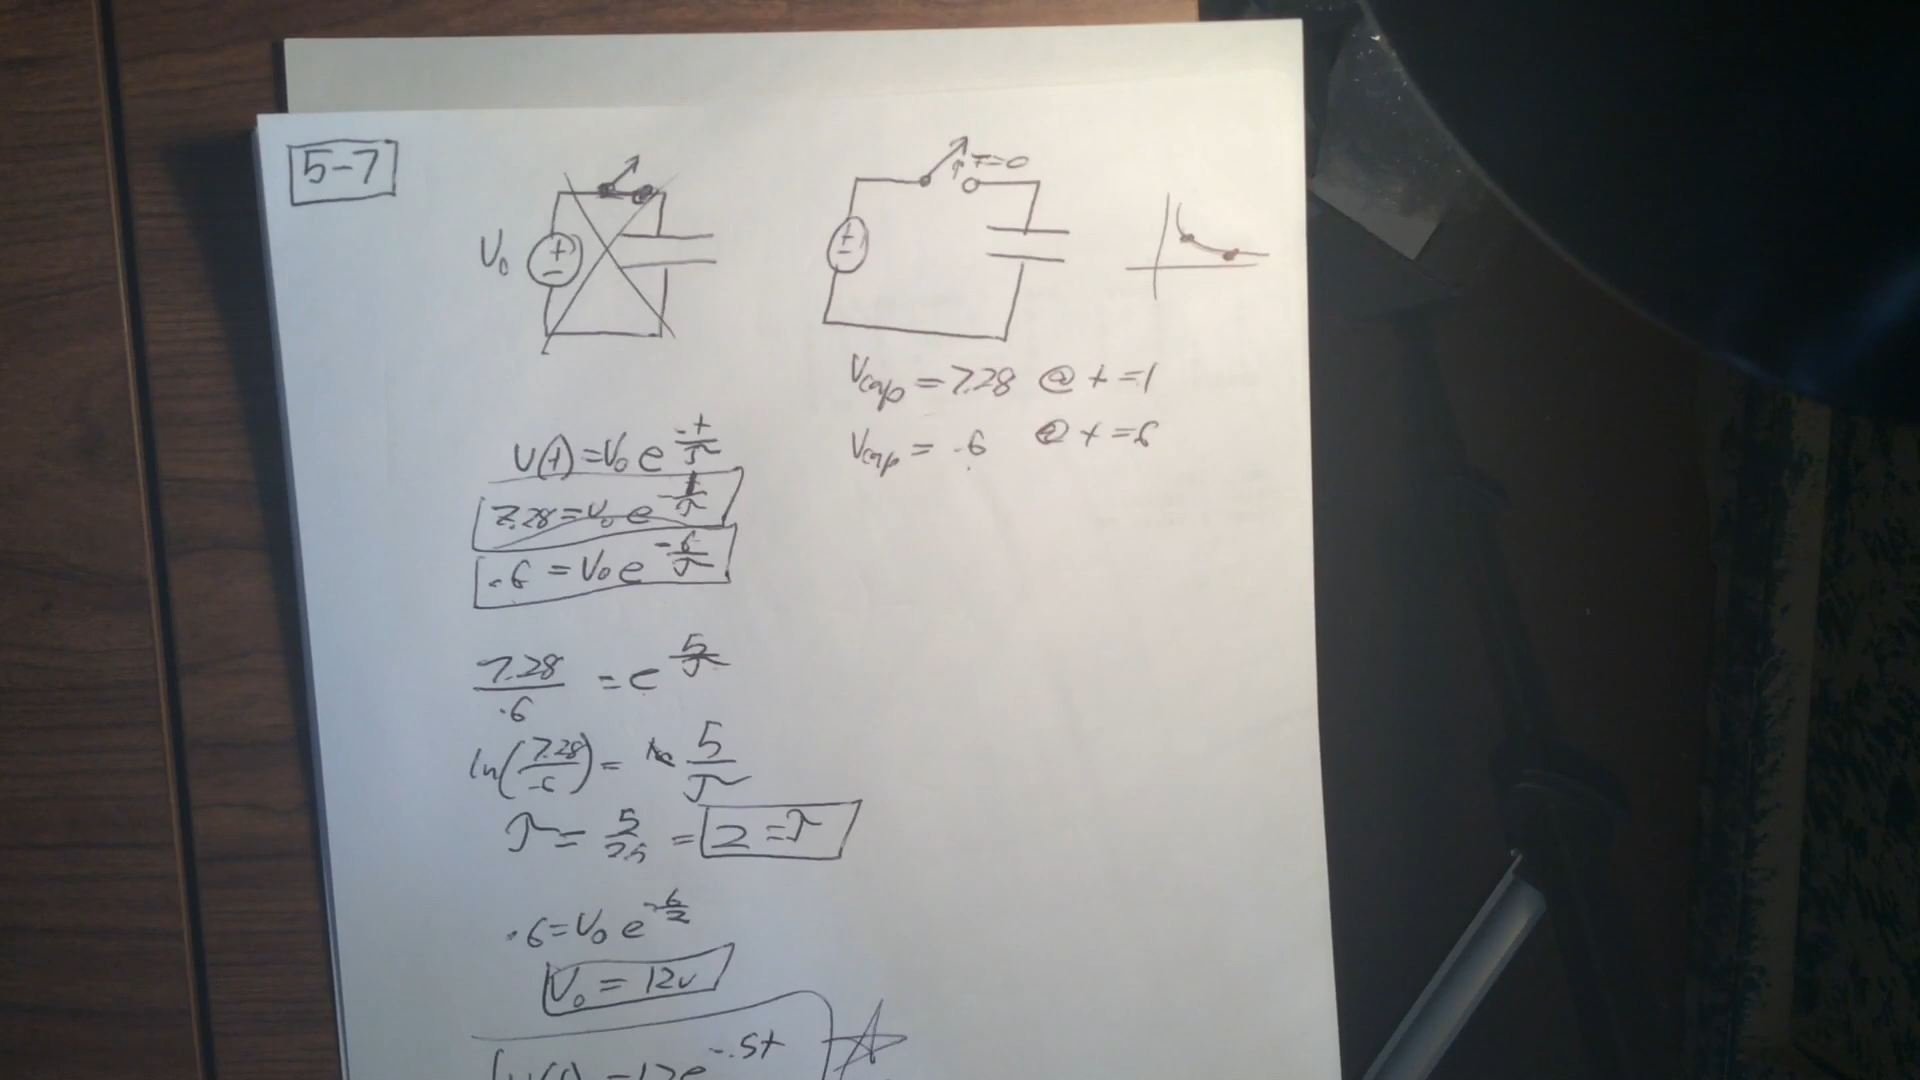 5-7
T=0
V₀ + − + −
Vcap = 7.28 @ t = 1
Vcap = .6 @ t = 6
v(t) = V₀ e^(-t/τ)
7.28 = V₀ e^(-1/τ)
.6 = V₀ e^(-6/τ)
7.28/.6 = e^(5/τ)
ln(7.28/.6) = 5/τ
τ = 5/2.5 = 2 = τ
.6 = V₀ e^(-6/2)
V₀ = 12v
v(t) = 12e^(-.5t)